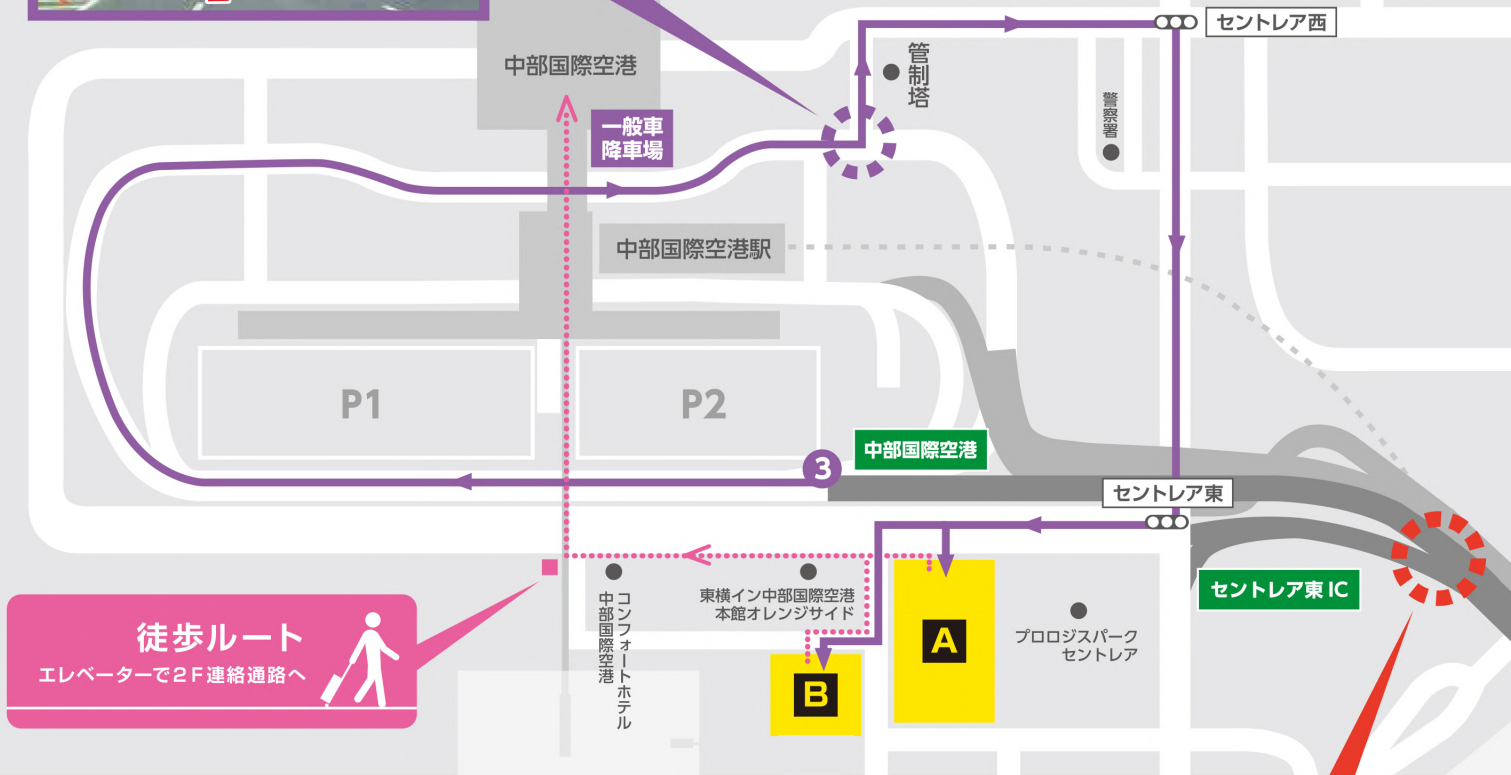 セントレア西
中部国際空港
管制塔
警察署
一般車
降車場
中部国際空港駅
P1
P2
中部国際空港
3
セントレア東
セントレア東 IC
徒歩ルート
エレベーターで2F連絡通路へ
コンフォートホテル
中部国際空港
東横イン中部国際空港
本館オレンジサイド
A
B
プロロジスパーク
セントレア